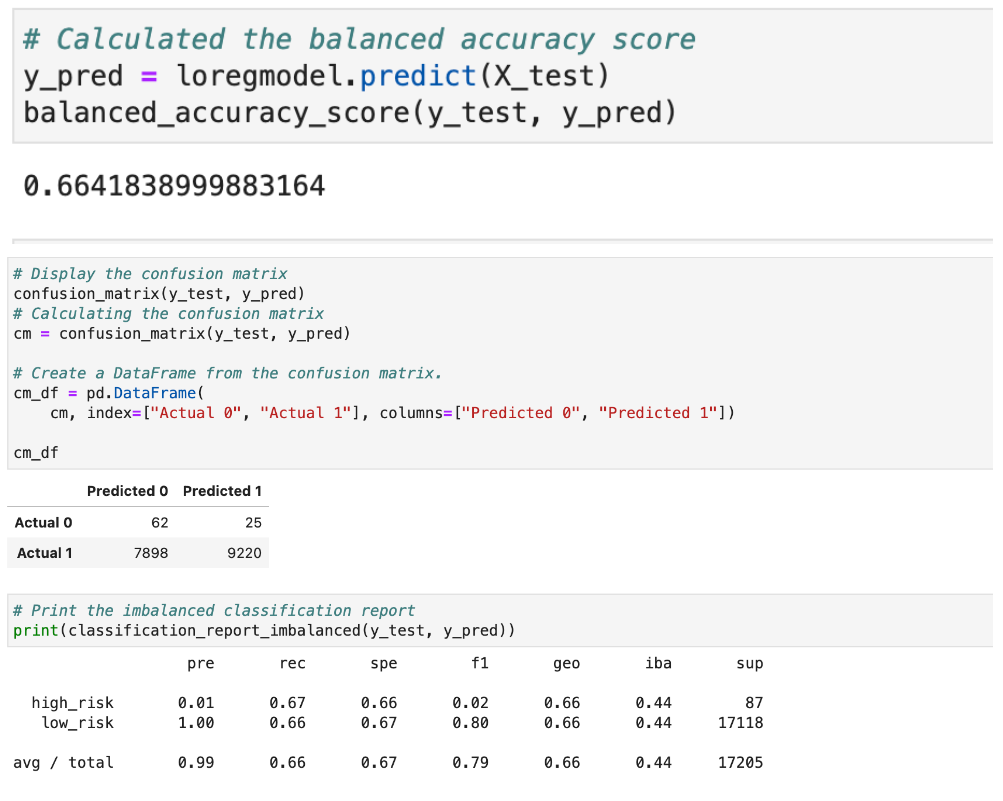 # Calculated the balanced accuracy score
y_pred = loregmodel.predict(X_test)
balanced_accuracy_score(y_test, y_pred)
0.6641838999883164
# Display the confusion matrix
confusion_matrix(y_test, y_pred)
# Calculating the confusion matrix
cm = confusion_matrix(y_test, y_pred)
# Create a DataFrame from the confusion matrix.
cm_df = pd.DataFrame(
    cm, index=["Actual 0", "Actual 1"], columns=["Predicted 0", "Predicted 1"])
cm_df
Predicted 0 Predicted 1
Actual 0 62 25
Actual 1 7898 9220
# Print the imbalanced classification report
print(classification_report_imbalanced(y_test, y_pred))
pre rec spe f1 geo iba sup
high_risk 0.01 0.67 0.66 0.02 0.66 0.44 87
low_risk 1.00 0.66 0.67 0.80 0.66 0.44 17118
avg / total 0.99 0.66 0.67 0.79 0.66 0.44 17205